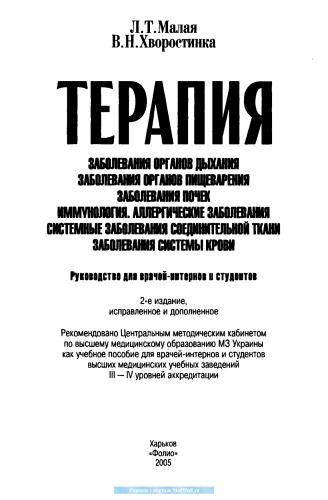 Л.Т.Малая
В.Н.Хворостинка
ТЕРАПИЯ
ЗАБОЛЕВАНИЯ ОРГАНОВ ДЫХАНИЯ
ЗАБОЛЕВАНИЯ ОРГАНОВ ПИЩЕВАРЕНИЯ
ЗАБОЛЕВАНИЯ ПОЧЕК
ИММУНОЛОГИЯ. АЛЛЕРГИЧЕСКИЕ ЗАБОЛЕВАНИЯ
СИСТЕМНЫЕ ЗАБОЛЕВАНИЯ СОЕДИНИТЕЛЬНОЙ ТКАНИ
ЗАБОЛЕВАНИЯ СИСТЕМЫ КРОВИ
Руководство для врачей-интернов и студентов
2-е издание,
исправленное и дополненное
Рекомендовано Центральным методическим кабинетом
по высшему медицинскому образованию МЗ Украины
как учебное пособие для врачей-интернов и студентов
высших медицинских учебных заведений
III — IV уровней аккредитации
Харьков
«Фолио»
2005